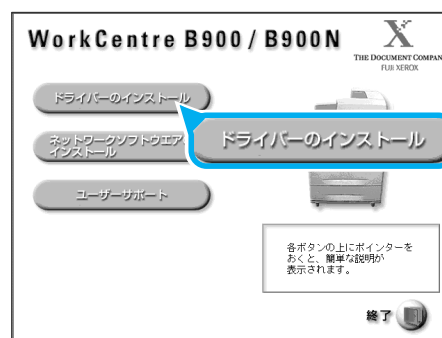 WorkCentre B900 / B900N
THE DOCUMENT COMPAN
FUJI XEROX
ドライバーのインストール
ドライバーのインストール
ネットワークソフトウエア
インストール
ユーザーサポート
各ボタンの上にポインターを
おくと、簡単な説明が
表示されます。
終了